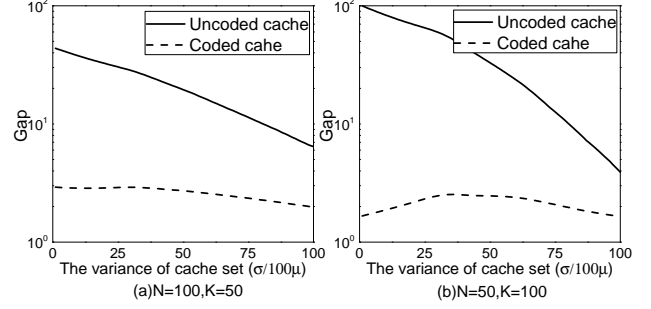 10²
Uncoded cache
Coded cahe
10¹
10⁰
Gap
0 25 50 75 100
The variance of cache set (σ/100μ)
(a)N=100,K=50
10²
Uncoded cache
Coded cahe
10¹
10⁰
Gap
0 25 50 75 100
The variance of cache set (σ/100μ)
(b)N=50,K=100